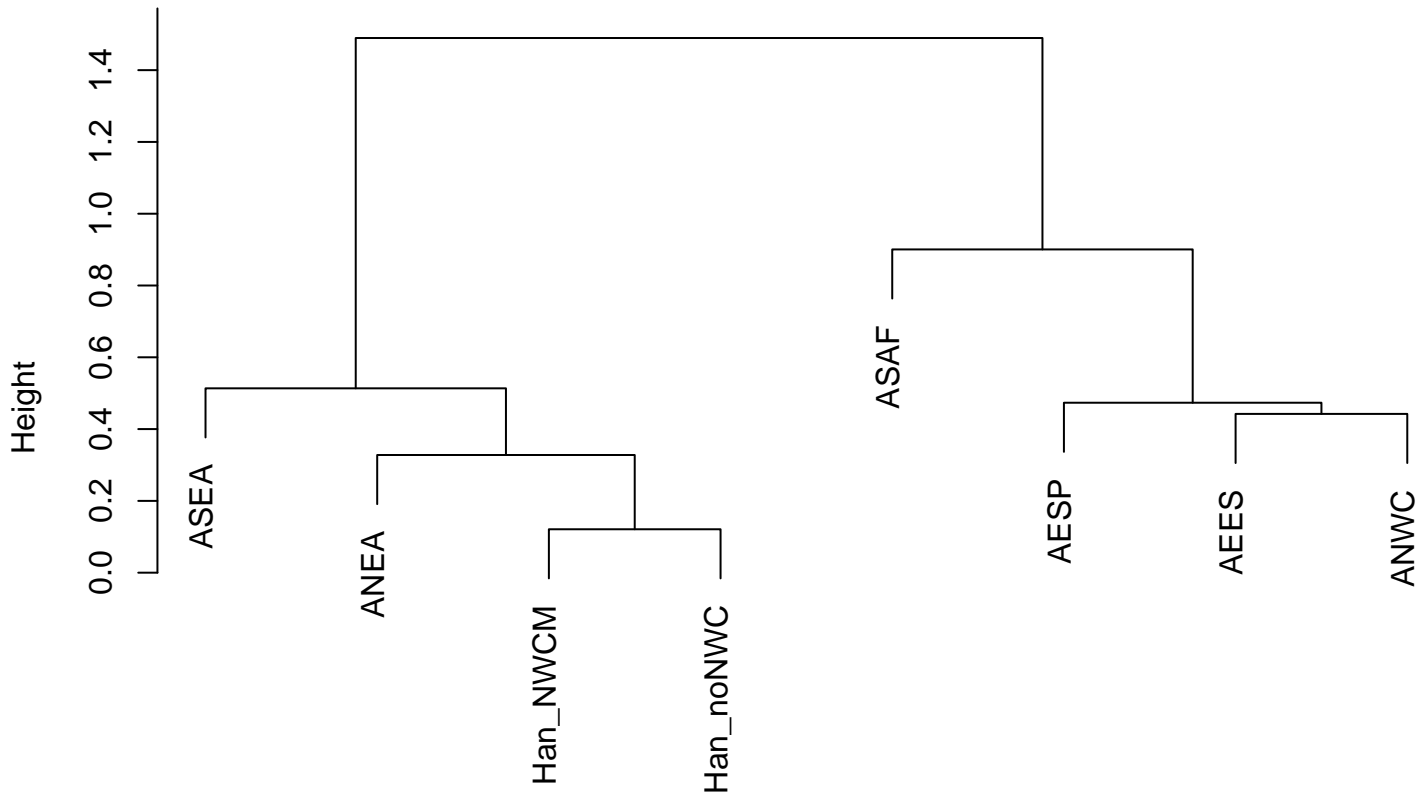 Height
1.4
1.2
1.0
0.8
0.6
0.4
0.2
0.0
ASEA
ANEA
Han_NWCM
Han_noNWC
ASAF
AESP
AEES
ANWC